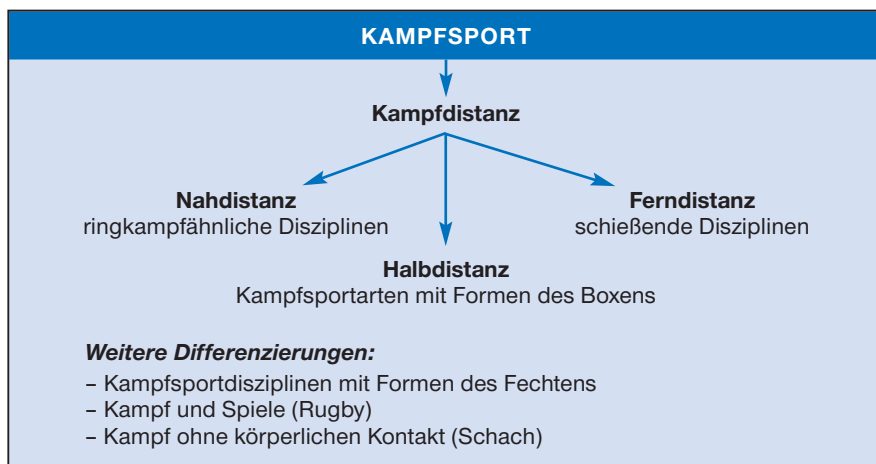 KAMPFSPORT
Kampfdistanz
Nahdistanz
ringkampfähnliche Disziplinen
Ferndistanz
schießende Disziplinen
Halbdistanz
Kampfsportarten mit Formen des Boxens
Weitere Differenzierungen:
– Kampfsportdisziplinen mit Formen des Fechtens
– Kampf und Spiele (Rugby)
– Kampf ohne körperlichen Kontakt (Schach)